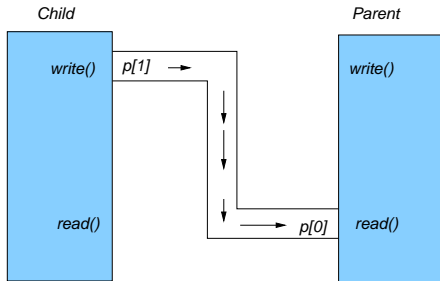 Child
Parent
write()
p[1]
write()
read()
p[0]
read()